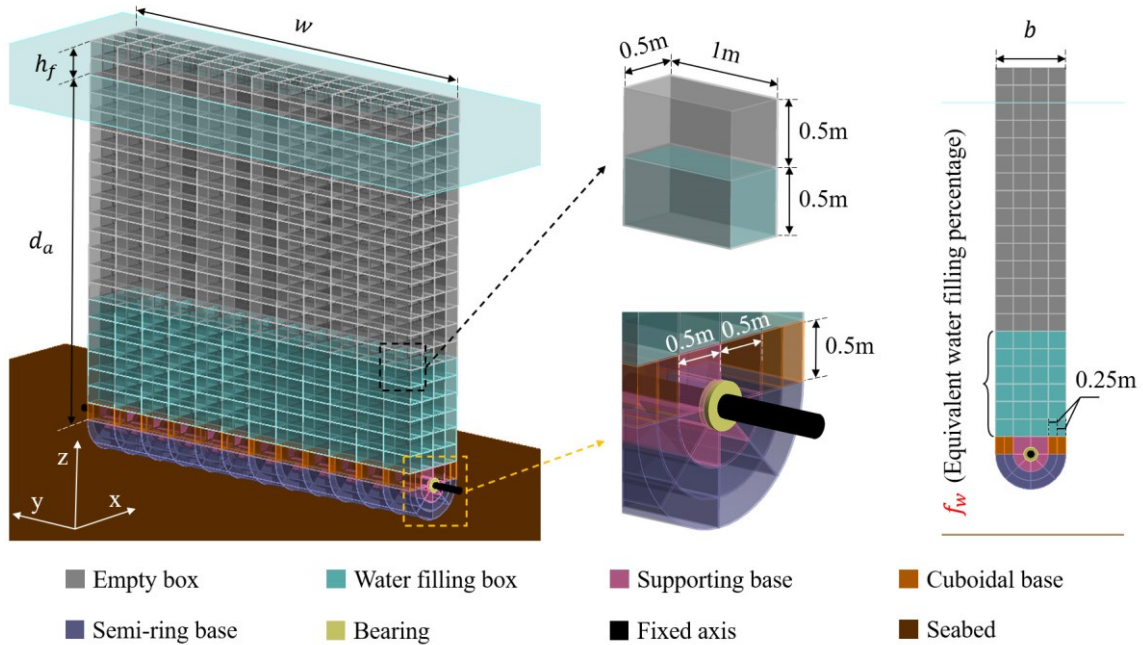 w
h_f
d_a
z
y
x
0.5m
1m
0.5m
0.5m
0.5m
0.5m
0.5m
b
f_w (Equivalent water filling percentage)
0.25m
Empty box
Water filling box
Supporting base
Cuboidal base
Semi-ring base
Bearing
Fixed axis
Seabed